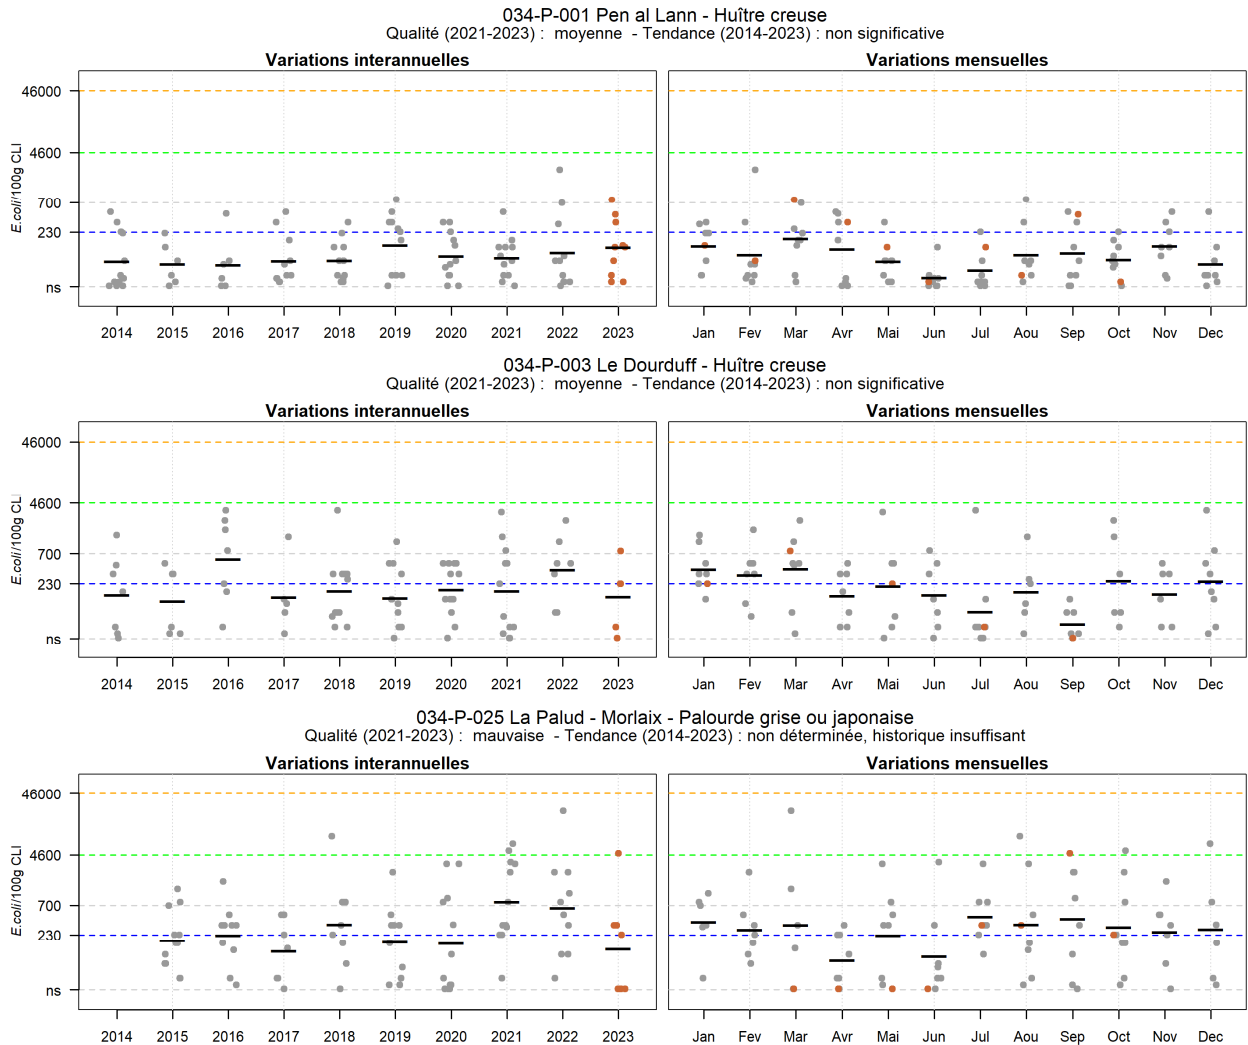 034-P-001 Pen al Lann - Huître creuse
Qualité (2021-2023) : moyenne - Tendance (2014-2023) : non significative
Variations interannuelles
Variations mensuelles
46000
4600
700
230
ns
E.coli/100g CLI
2014 2015 2016 2017 2018 2019 2020 2021 2022 2023
Jan Fev Mar Avr Mai Jun Jul Aou Sep Oct Nov Dec
034-P-003 Le Dourduff - Huître creuse
Qualité (2021-2023) : moyenne - Tendance (2014-2023) : non significative
Variations interannuelles
Variations mensuelles
46000
4600
700
230
ns
E.coli/100g CLI
2014 2015 2016 2017 2018 2019 2020 2021 2022 2023
Jan Fev Mar Avr Mai Jun Jul Aou Sep Oct Nov Dec
034-P-025 La Palud - Morlaix - Palourde grise ou japonaise
Qualité (2021-2023) : mauvaise - Tendance (2014-2023) : non déterminée, historique insuffisant
Variations interannuelles
Variations mensuelles
46000
4600
700
230
ns
E.coli/100g CLI
2014 2015 2016 2017 2018 2019 2020 2021 2022 2023
Jan Fev Mar Avr Mai Jun Jul Aou Sep Oct Nov Dec